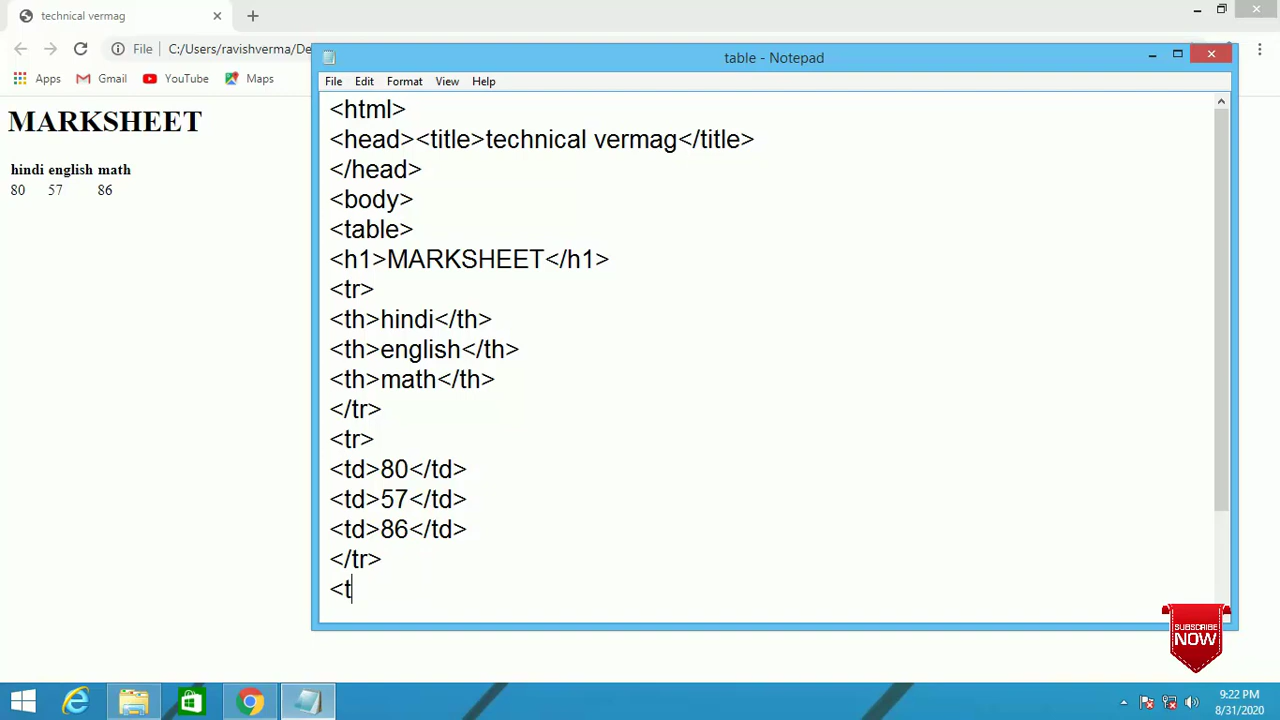 technical vermag
File
C:/Users/ravishverma/De
Apps
Gmail
YouTube
Maps
MARKSHEET
hindi english math
80 57 86
table - Notepad
File Edit Format View Help
<html>
<head><title>technical vermag</title>
</head>
<body>
<table>
<h1>MARKSHEET</h1>
<tr>
<th>hindi</th>
<th>english</th>
<th>math</th>
</tr>
<tr>
<td>80</td>
<td>57</td>
<td>86</td>
</tr>
<t
SUBSCRIBE
NOW
9:22 PM
8/31/2020